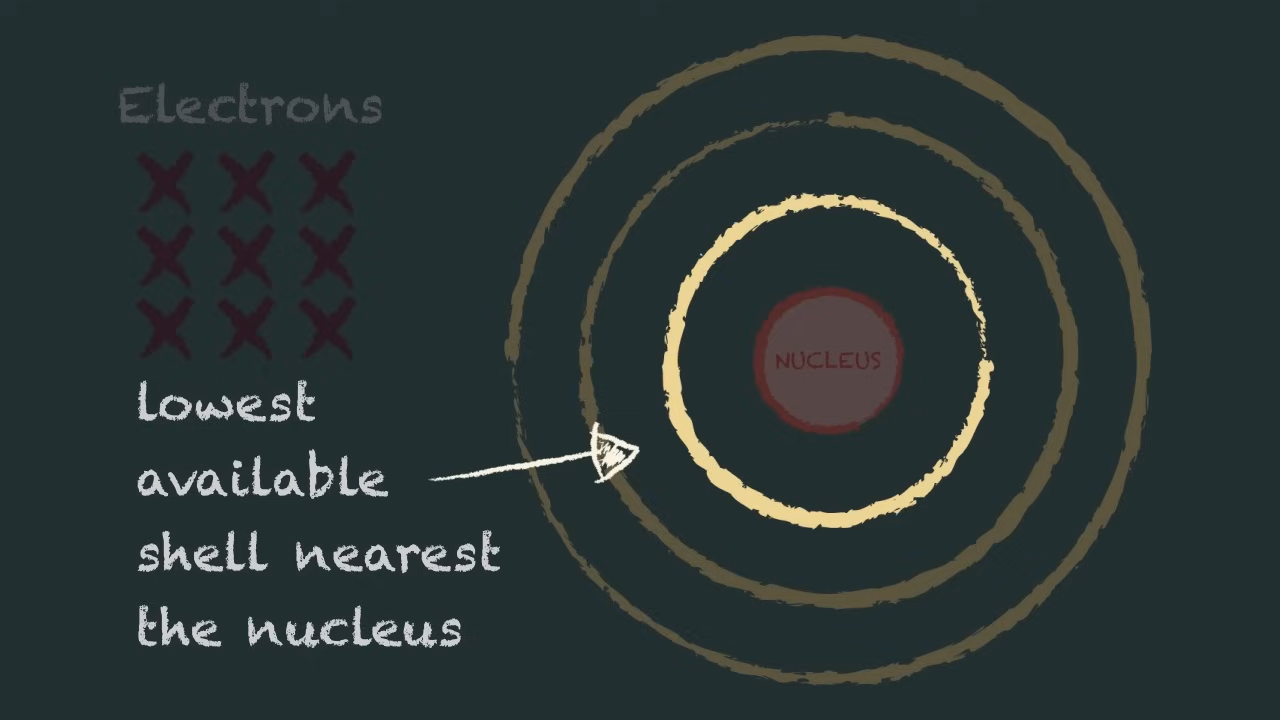 Electrons
lowest
available
shell nearest
the nucleus
NUCLEUS